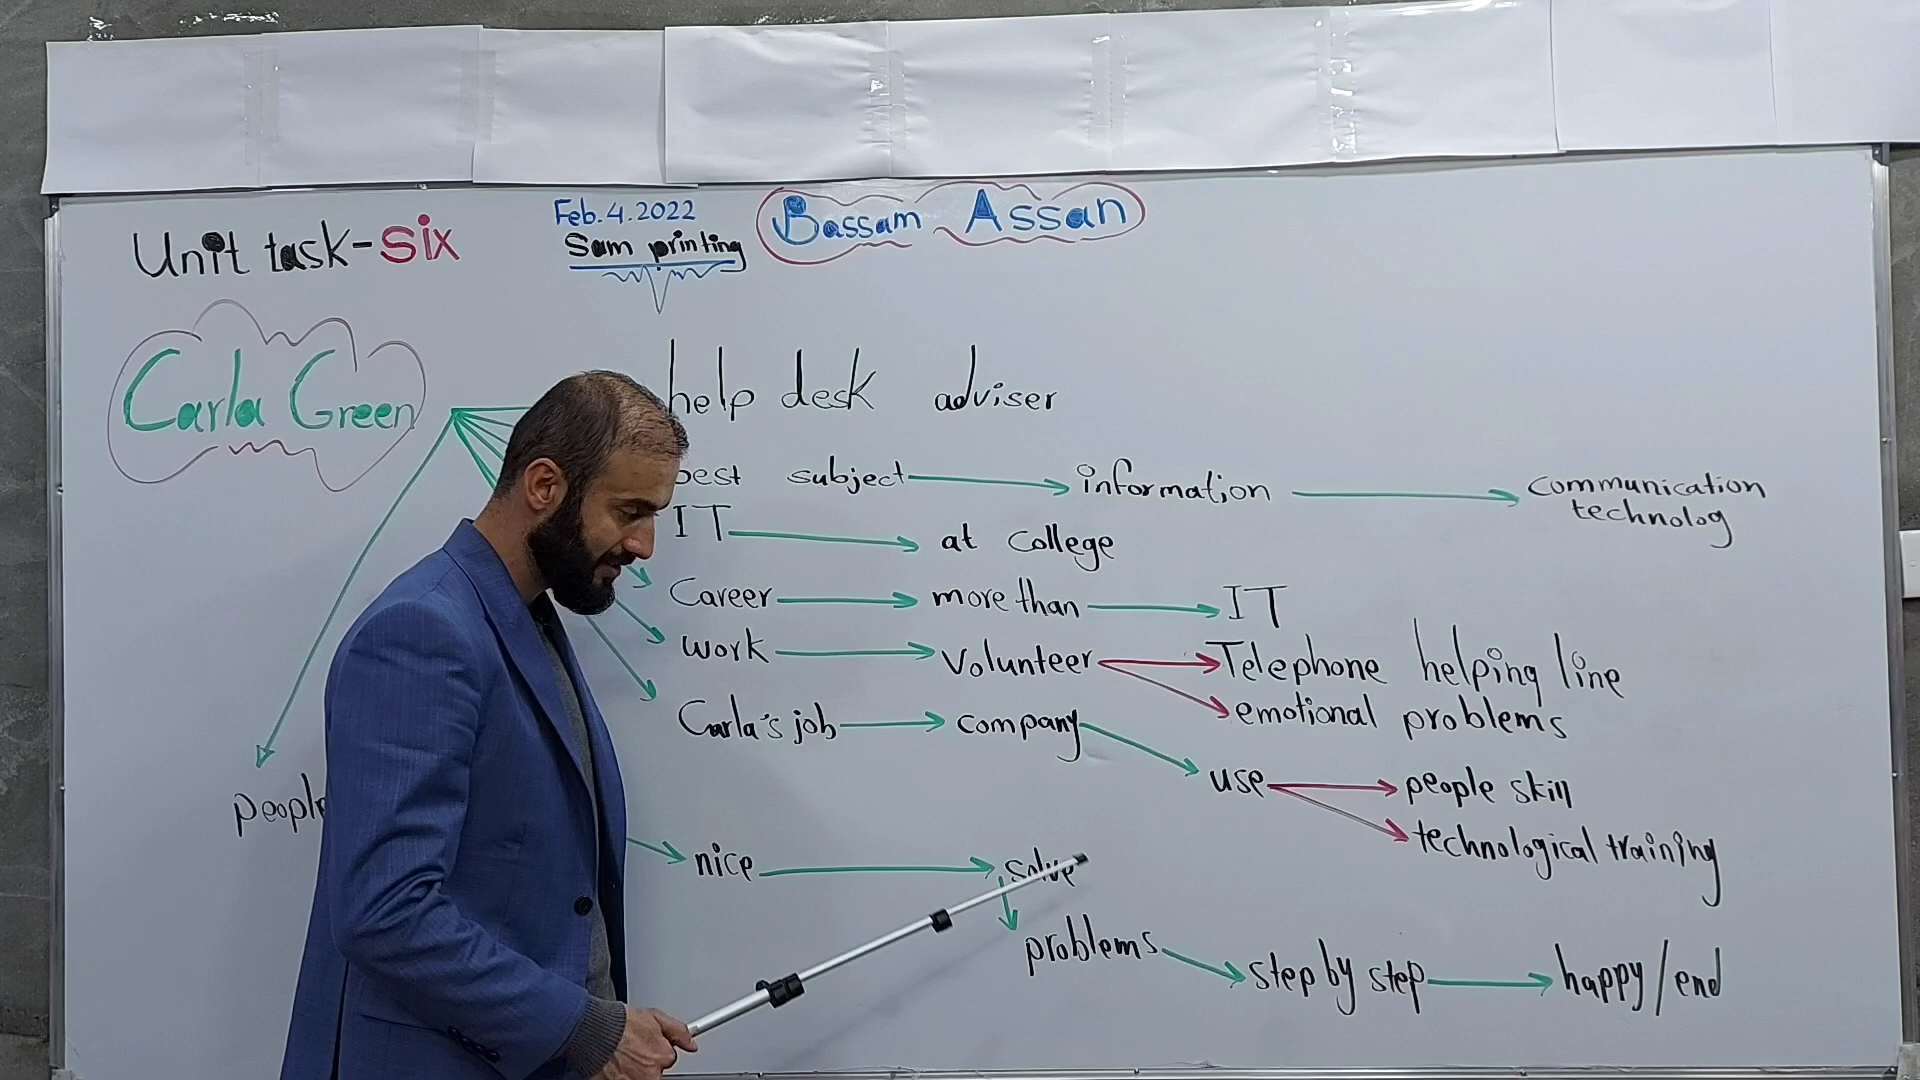 Unit task-Six
Feb.4.2022
Sam printing
Bassam Assan
Carla Green
help desk adviser
best subject information communication
technolog
IT at College
Career more than IT
work Volunteer Telephone helping line
emotional problems
Carla's job company
use people skill
people
technological training
nice solve
problems step by step happy/end